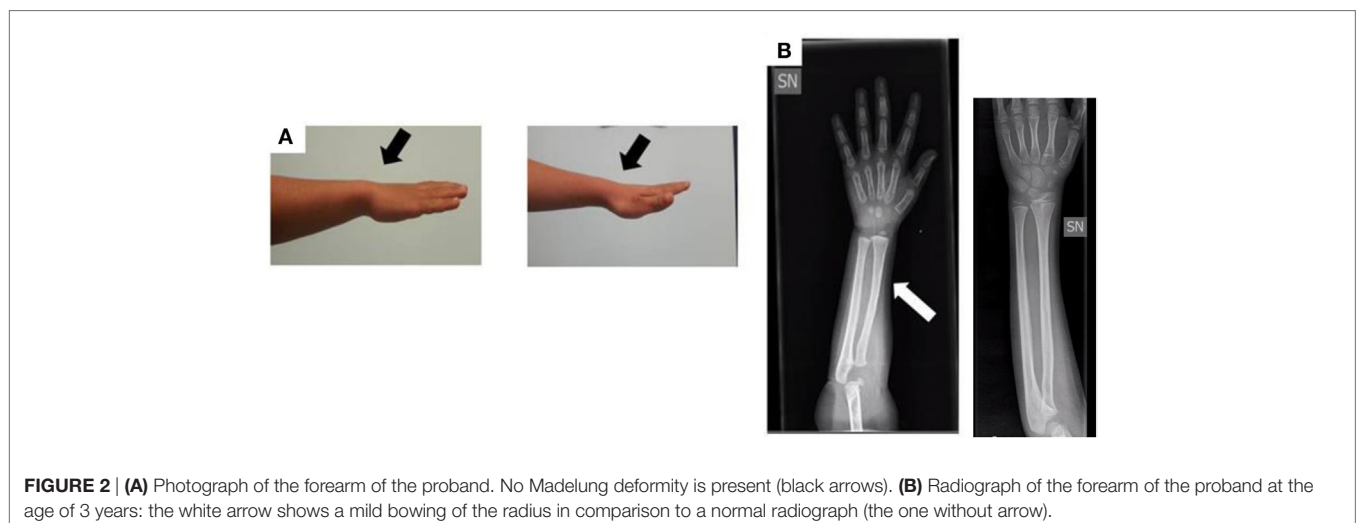 A
B
SN
SN
FIGURE 2 | (A) Photograph of the forearm of the proband. No Madelung deformity is present (black arrows). (B) Radiograph of the forearm of the proband at the
age of 3 years: the white arrow shows a mild bowing of the radius in comparison to a normal radiograph (the one without arrow).